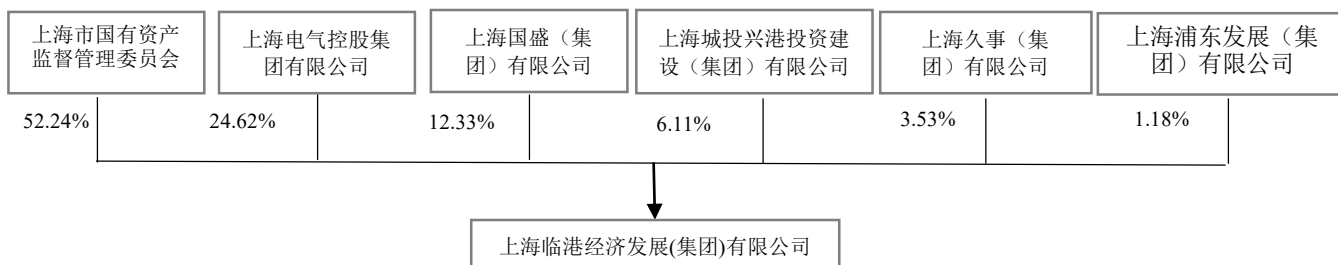 上海市国有资产
监督管理委员会
上海电气控股集
团有限公司
上海国盛（集
团）有限公司
上海城投兴港投资建
设（集团）有限公司
上海久事（集
团）有限公司
上海浦东发展（集
团）有限公司
52.24%
24.62%
12.33%
6.11%
3.53%
1.18%
上海临港经济发展(集团)有限公司